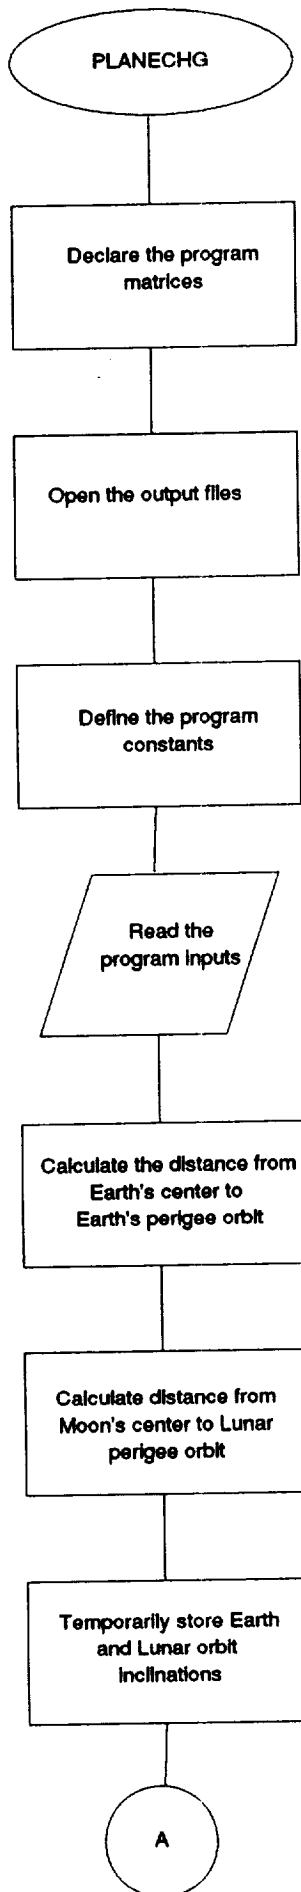 PLANECHG
Declare the program
matrices
Open the output files
Define the program
constants
Read the
program inputs
Calculate the distance from
Earth's center to
Earth's perigee orbit
Calculate distance from
Moon's center to Lunar
perigee orbit
Temporarily store Earth
and Lunar orbit
inclinations
A